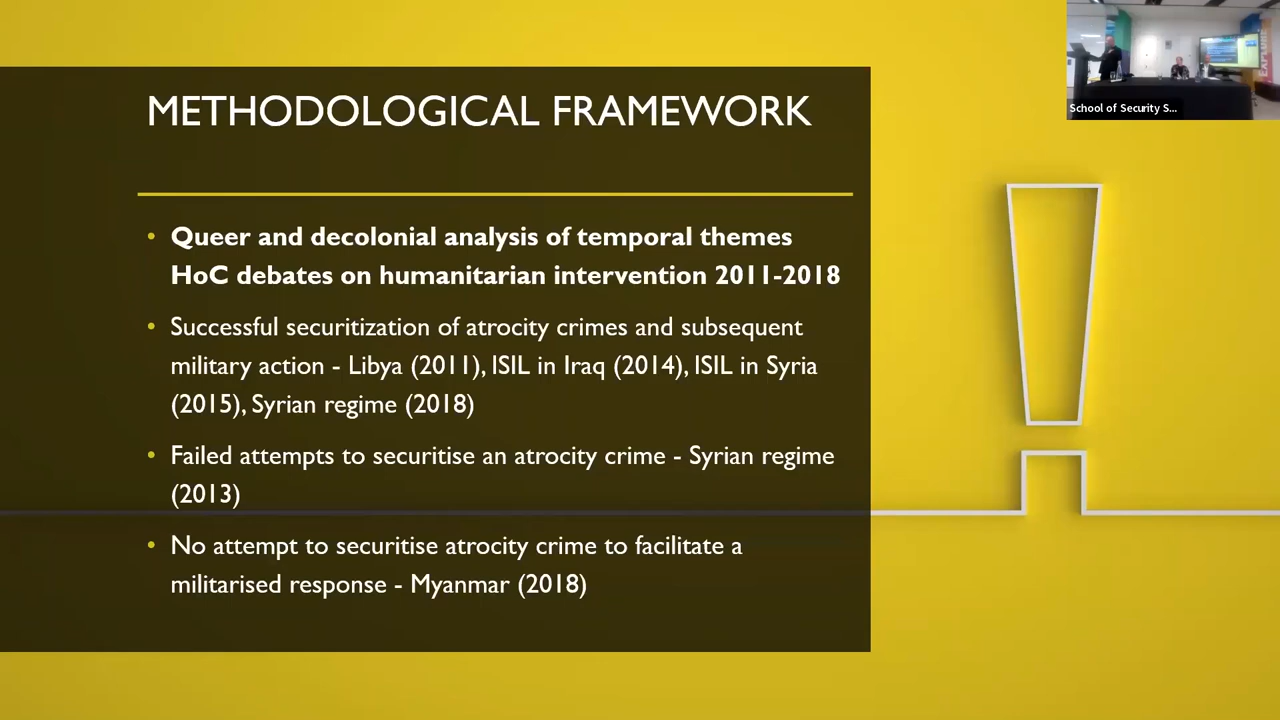 School of Security S...
METHODOLOGICAL FRAMEWORK
• Queer and decolonial analysis of temporal themes
HoC debates on humanitarian intervention 2011-2018
• Successful securitization of atrocity crimes and subsequent
military action - Libya (2011), ISIL in Iraq (2014), ISIL in Syria
(2015), Syrian regime (2018)
• Failed attempts to securitise an atrocity crime - Syrian regime
(2013)
• No attempt to securitise atrocity crime to facilitate a
militarised response - Myanmar (2018)